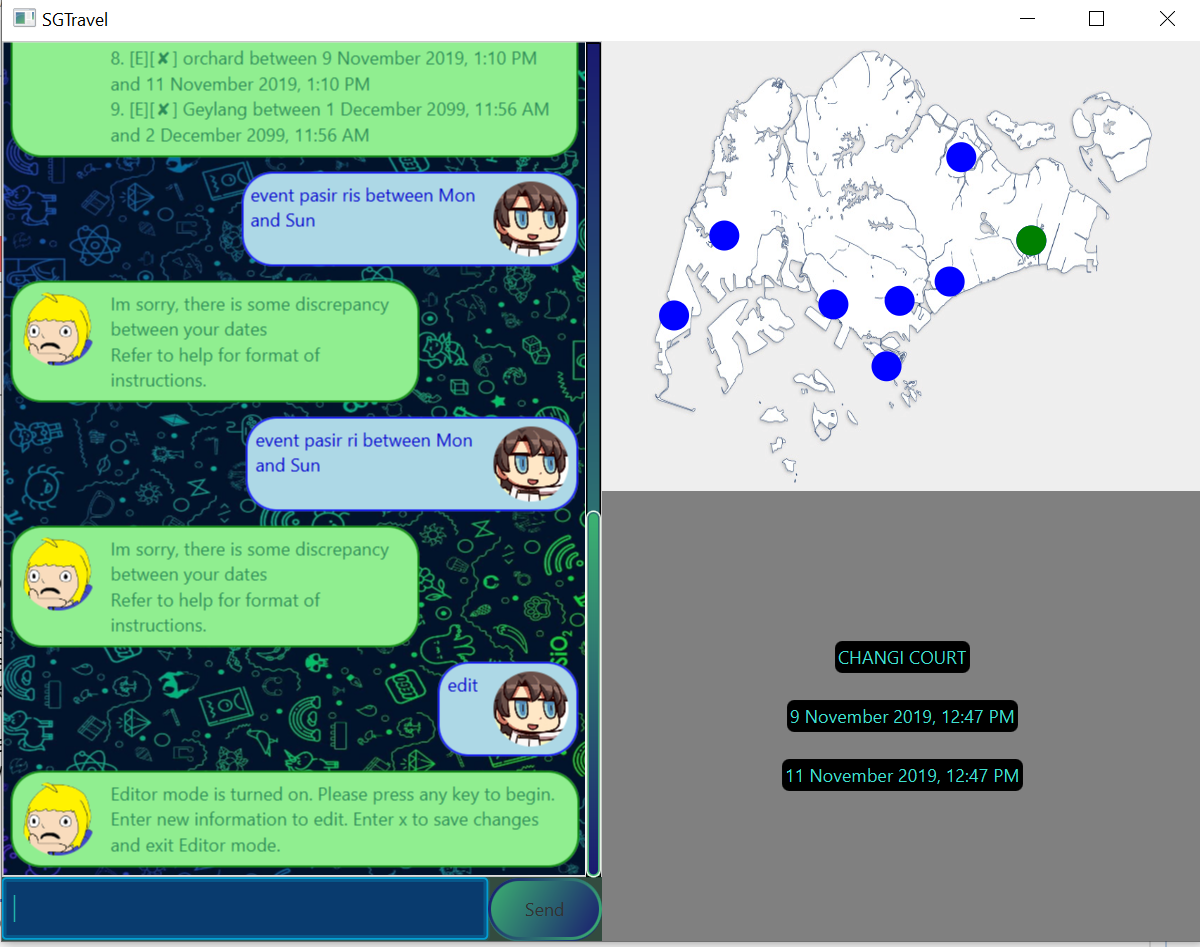 SGTravel
8. [E][✘] orchard between 9 November 2019, 1:10 PM
and 11 November 2019, 1:10 PM
9. [E][✘] Geylang between 1 December 2099, 11:56 AM
and 2 December 2099, 11:56 AM
event pasir ris between Mon
and Sun
Im sorry, there is some discrepancy
between your dates
Refer to help for format of
instructions.
event pasir ri between Mon
and Sun
Im sorry, there is some discrepancy
between your dates
Refer to help for format of
instructions.
SiO2
edit
Editor mode is turned on. Please press any key to begin.
Enter new information to edit. Enter x to save changes
and exit Editor mode.
Send
CHANGI COURT
9 November 2019, 12:47 PM
11 November 2019, 12:47 PM